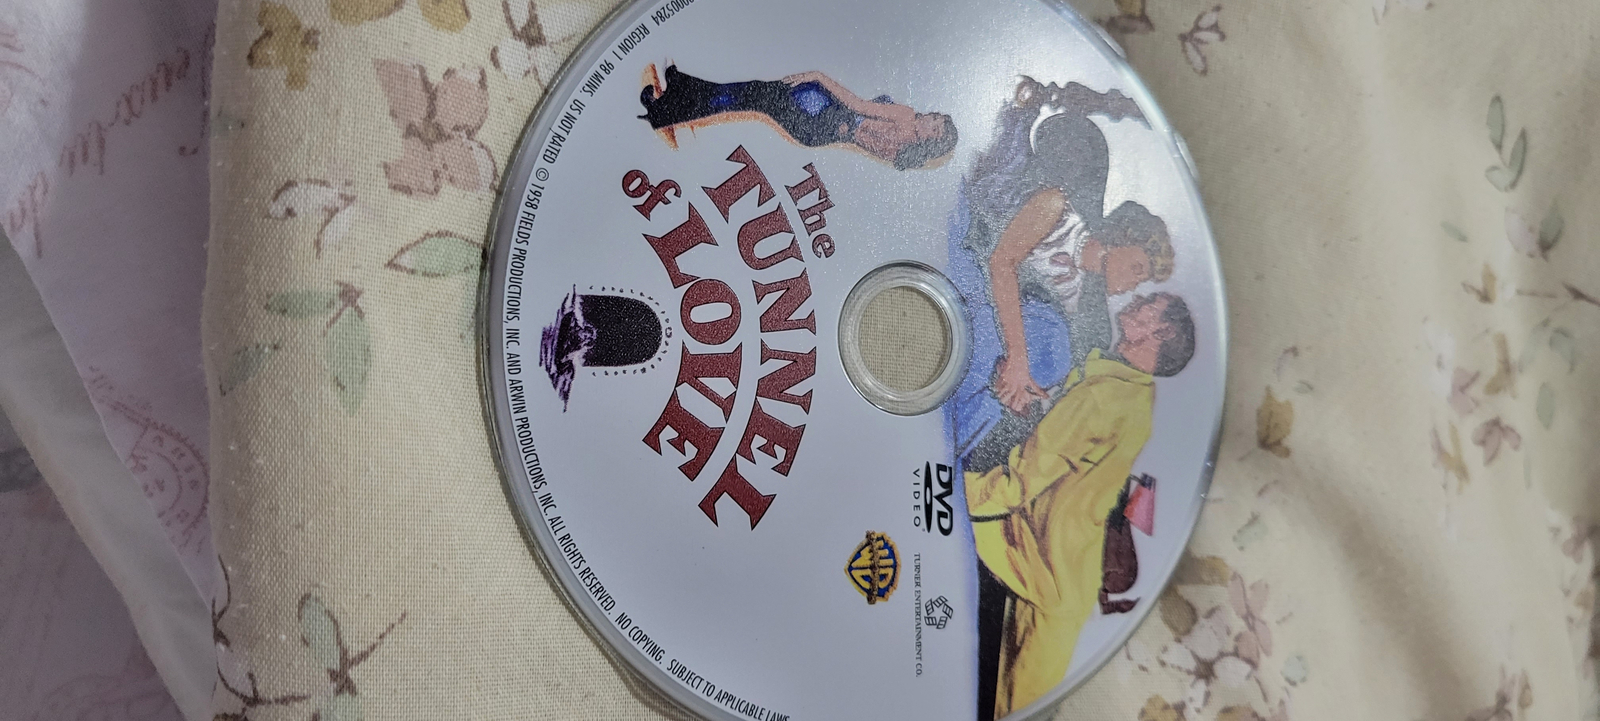 The
TUNNEL
of LOVE
DVD
VIDEO
WB
TURNER ENTERTAINMENT CO.
REGION 1 98 MINS. US NOT RATED © 1958 FIELDS PRODUCTIONS, INC. AND ARWIN PRODUCTIONS, INC. ALL RIGHTS RESERVED. NO COPYING. SUBJECT TO APPLICABLE LAWS